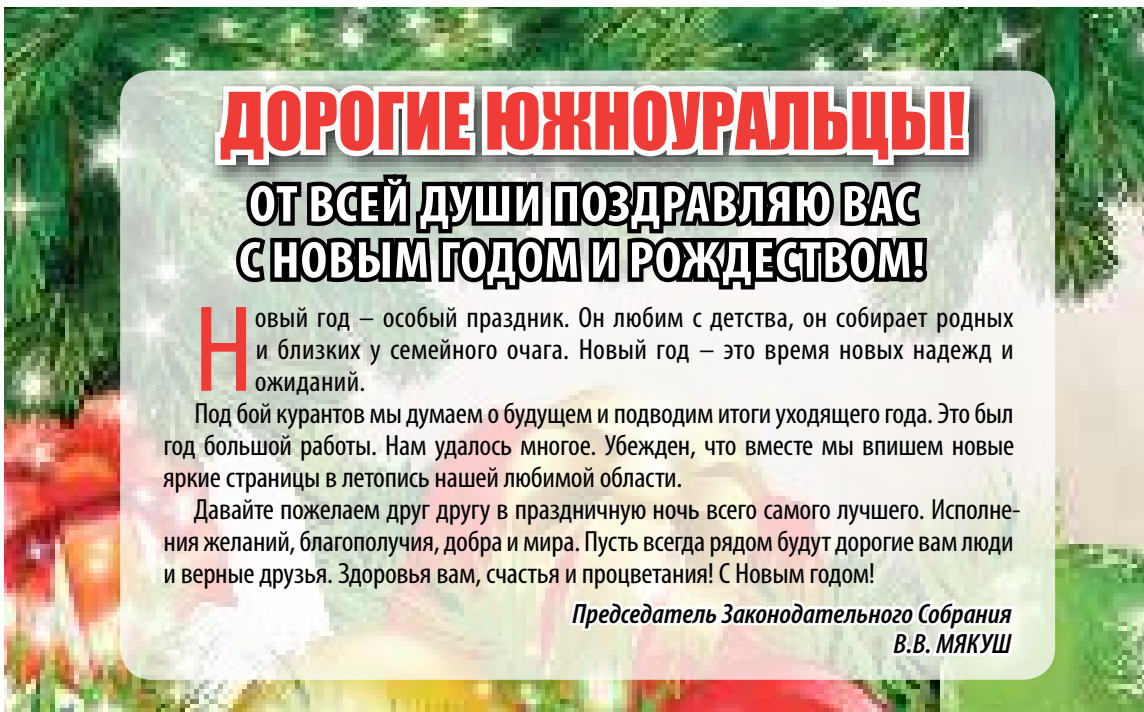 ДОРОГИЕ ЮЖНОУРАЛЬЦЫ!
ОТ ВСЕЙ ДУШИ ПОЗДРАВЛЯЮ ВАС
С НОВЫМ ГОДОМ И РОЖДЕСТВОМ!
Новый год – особый праздник. Он любим с детства, он собирает родных
и близких у семейного очага. Новый год – это время новых надежд и
ожиданий.
Под бой курантов мы думаем о будущем и подводим итоги уходящего года. Это был
год большой работы. Нам удалось многое. Убежден, что вместе мы впишем новые
яркие страницы в летопись нашей любимой области.
Давайте пожелаем друг другу в праздничную ночь всего самого лучшего. Исполне-
ния желаний, благополучия, добра и мира. Пусть всегда рядом будут дорогие вам люди
и верные друзья. Здоровья вам, счастья и процветания! С Новым годом!
Председатель Законодательного Собрания
В.В. МЯКУШ